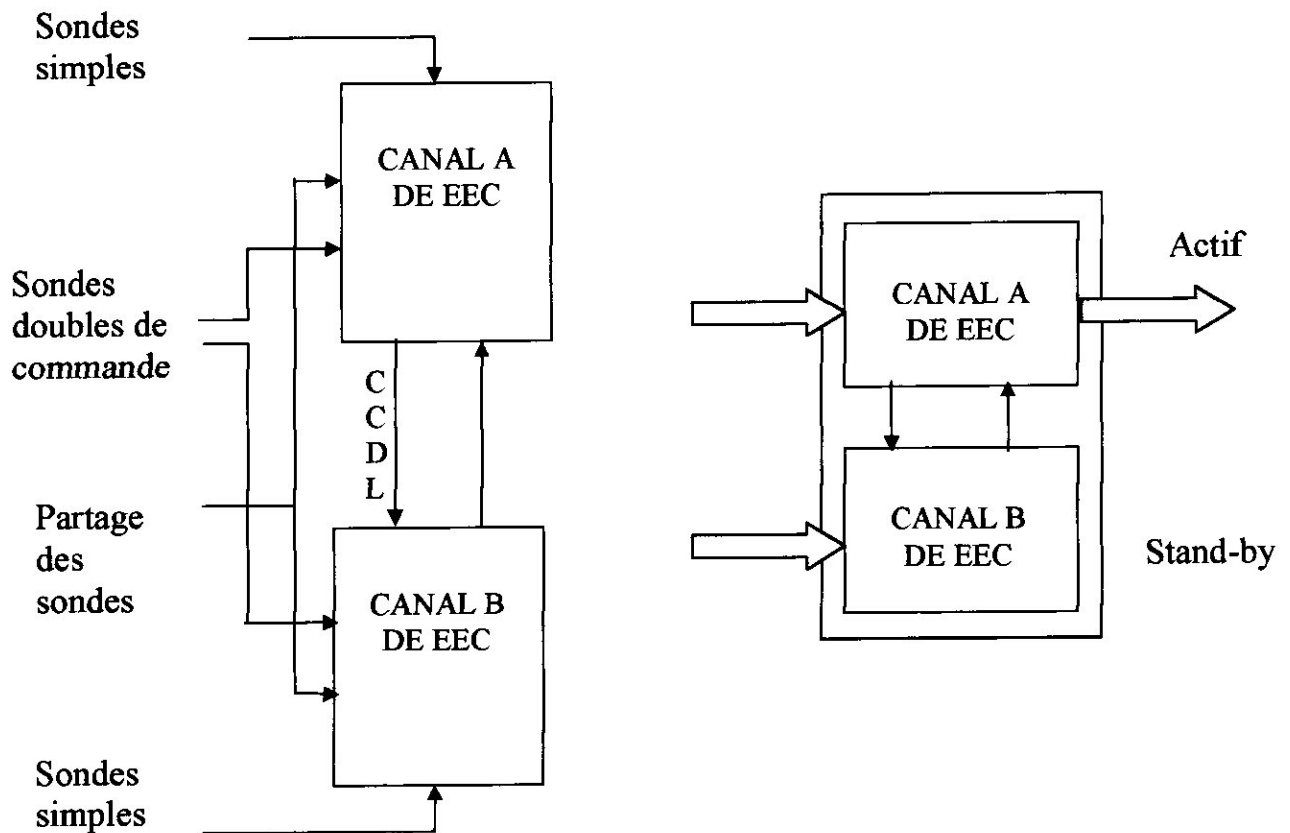 Sondes
simples
CANAL A
DE EEC
Sondes
doubles de
commande
C
C
D
L
Partage
des
sondes
CANAL B
DE EEC
Sondes
simples
Actif
CANAL A
DE EEC
CANAL B
DE EEC
Stand-by